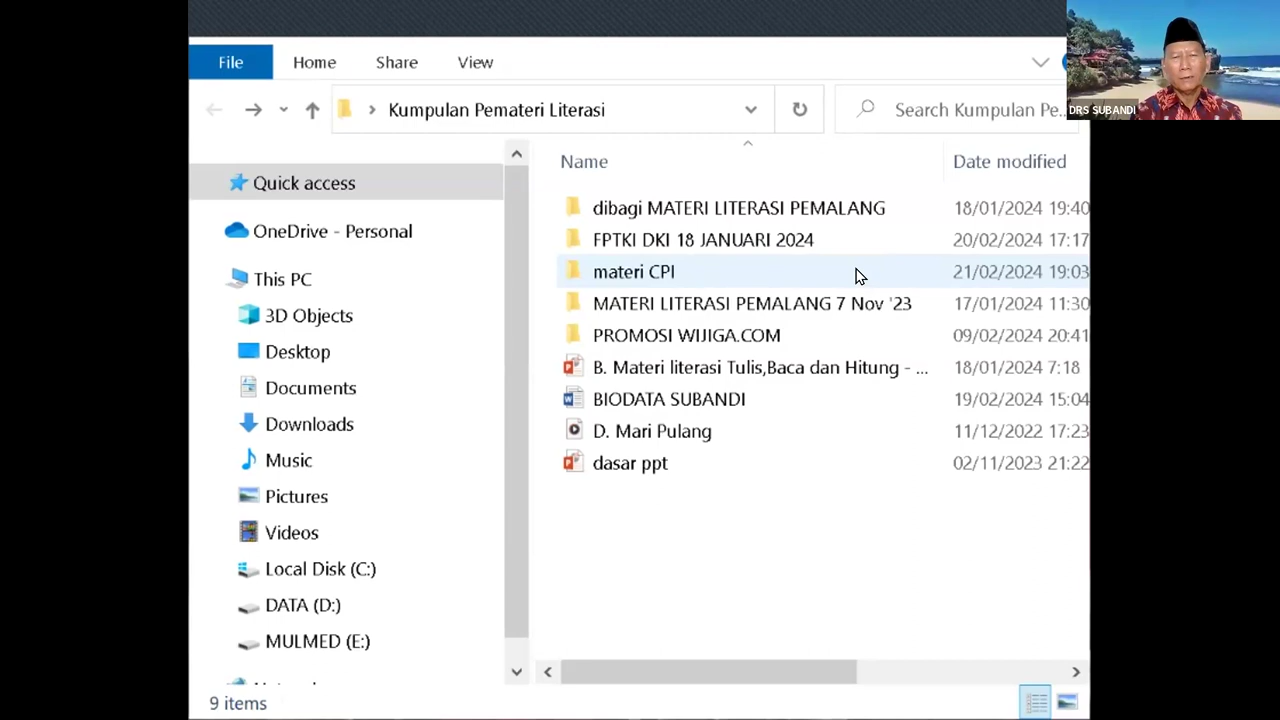 File Home Share View
Kumpulan Pemateri Literasi
Search Kumpulan Pe...
DRS SUBANDI
Name Date modified
Quick access
OneDrive - Personal
This PC
3D Objects
Desktop
Documents
Downloads
Music
Pictures
Videos
Local Disk (C:)
DATA (D:)
MULMED (E:)
dibagi MATERI LITERASI PEMALANG 18/01/2024 19:40
FPTKI DKI 18 JANUARI 2024 20/02/2024 17:17
materi CPI 21/02/2024 19:03
MATERI LITERASI PEMALANG 7 Nov '23 17/01/2024 11:30
PROMOSI WIJIGA.COM 09/02/2024 20:41
B. Materi literasi Tulis,Baca dan Hitung - ... 18/01/2024 7:18
BIODATA SUBANDI 19/02/2024 15:04
D. Mari Pulang 11/12/2022 17:23
dasar ppt 02/11/2023 21:22
9 items